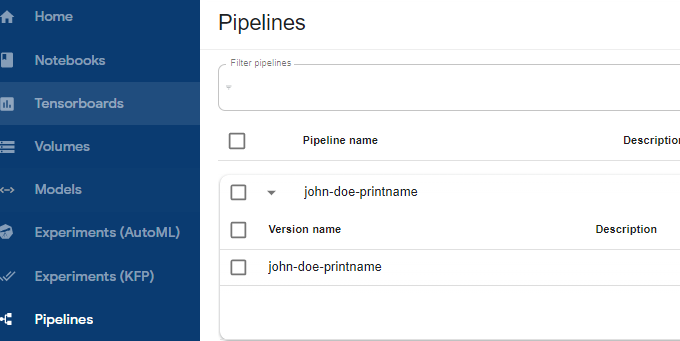 Home
Notebooks
Tensorboards
Volumes
Models
Experiments (AutoML)
Experiments (KFP)
Pipelines
Pipelines
Filter pipelines
Pipeline name Description
john-doe-printname
Version name Description
john-doe-printname